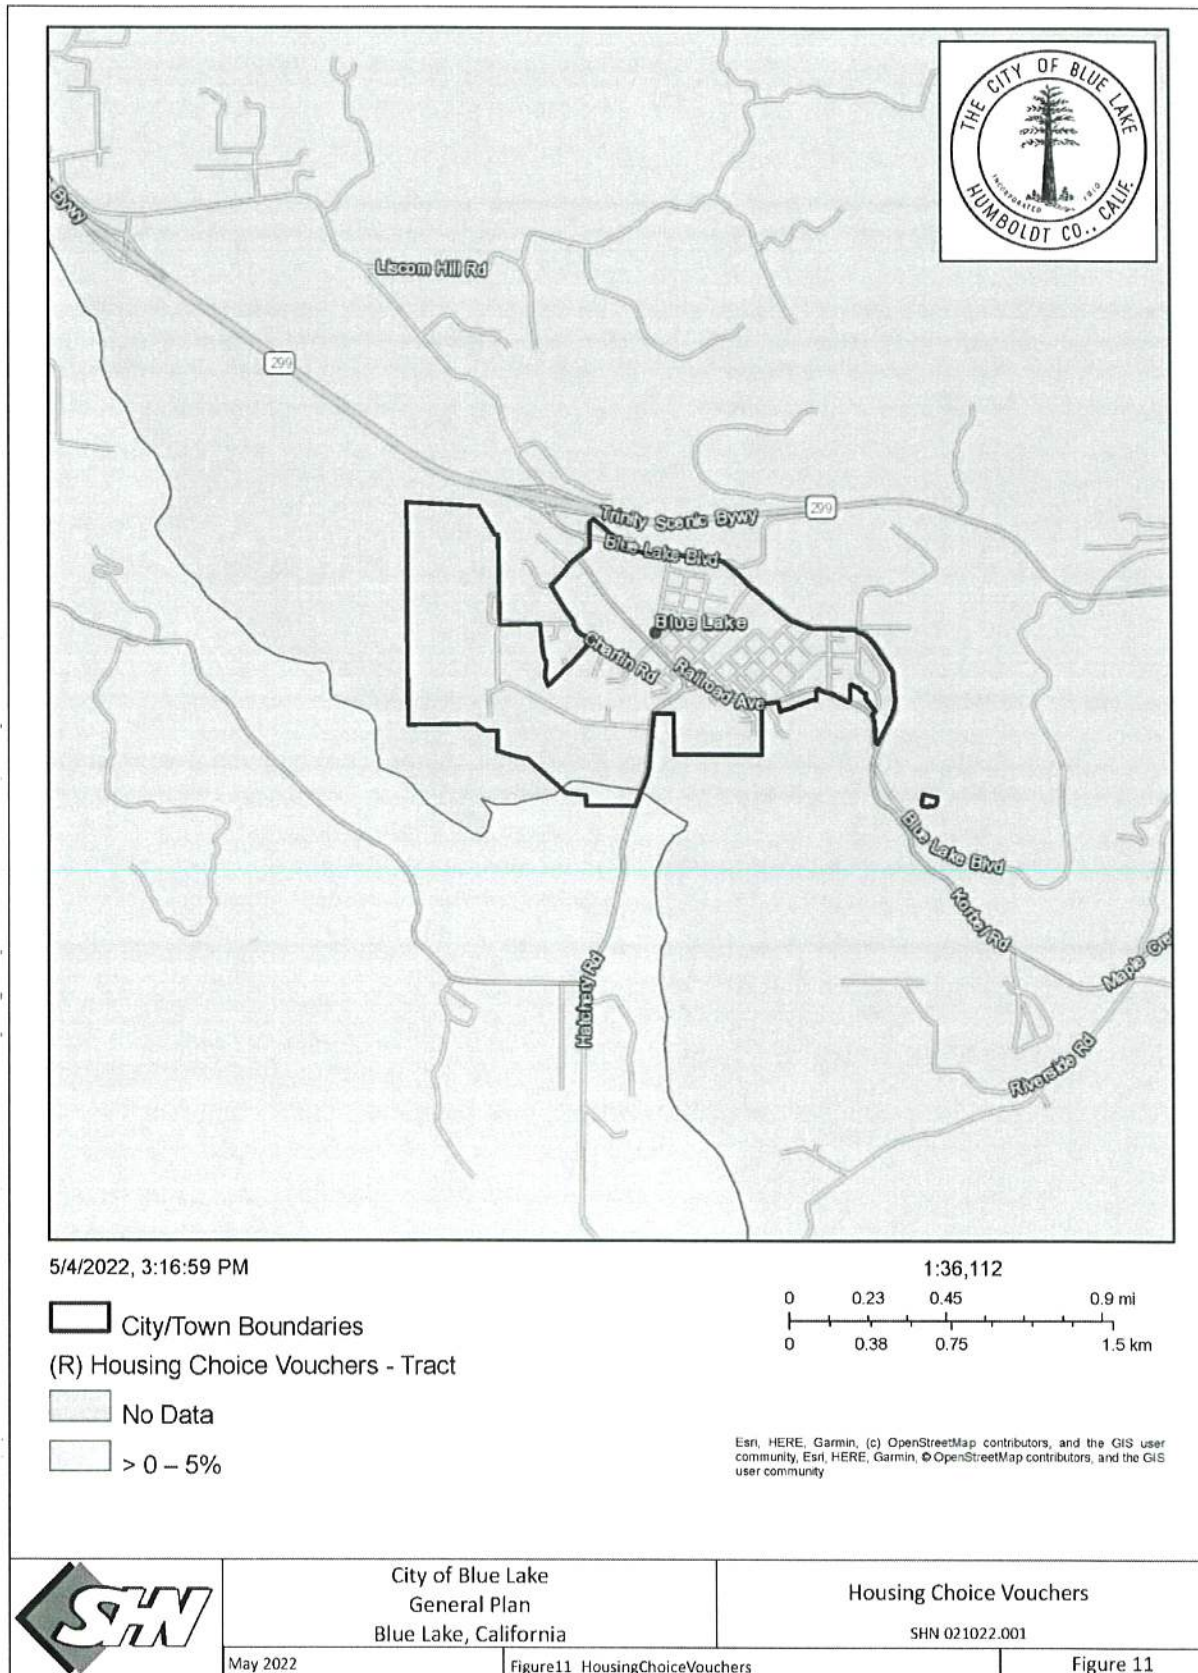 THE CITY OF BLUE LAKE
INCORPORATED 1910
HUMBOLDT CO., CALIF.
Bywy
Liscom Hill Rd
299
Trinity Scenic Bywy
299
Blue Lake Blvd
Blue Lake
Chartin Rd
Railroad Ave
Blue Lake Blvd
Korbel Rd
Maple Cre
Hatchery Rd
Riverside Rd
5/4/2022, 3:16:59 PM
1:36,112
0 0.23 0.45 0.9 mi
0 0.38 0.75 1.5 km
City/Town Boundaries
(R) Housing Choice Vouchers - Tract
No Data
> 0 – 5%
Esri, HERE, Garmin, (c) OpenStreetMap contributors, and the GIS user
community, Esri, HERE, Garmin, © OpenStreetMap contributors, and the GIS
user community
SHN
City of Blue Lake
General Plan
Blue Lake, California
Housing Choice Vouchers
SHN 021022.001
May 2022
Figure11_HousingChoiceVouchers
Figure 11